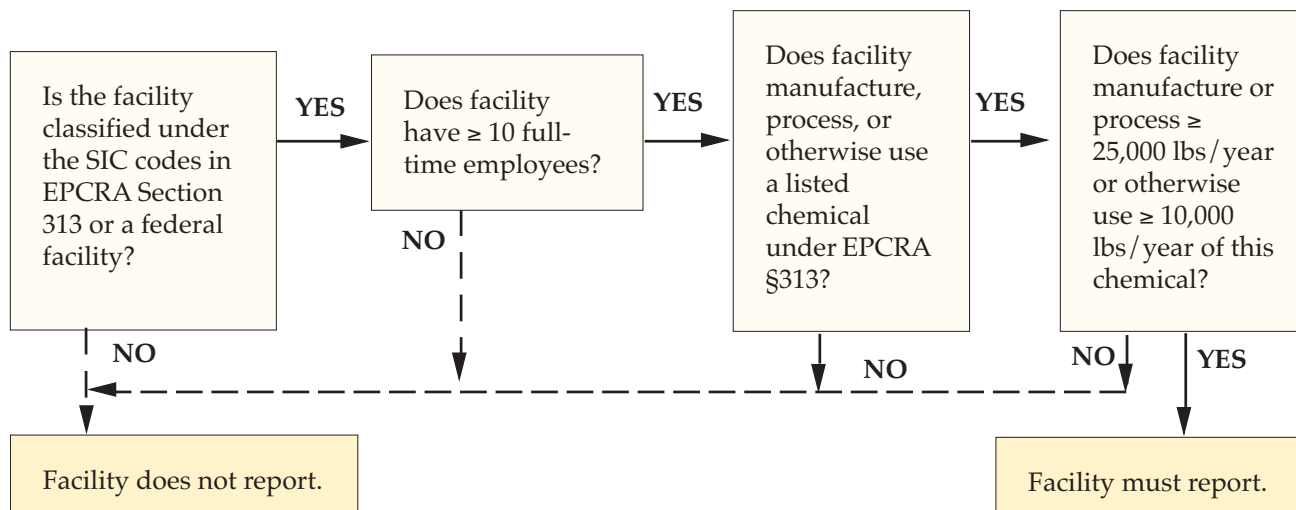 Is the facility
classified under
the SIC codes in
EPCRA Section
313 or a federal
facility?
YES
NO
Does facility
have ≥ 10 full-
time employees?
YES
NO
Does facility
manufacture,
process, or
otherwise use
a listed
chemical
under EPCRA
§313?
YES
NO
Does facility
manufacture or
process ≥
25,000 lbs/year
or otherwise
use ≥ 10,000
lbs/year of this
chemical?
NO
YES
Facility does not report.
Facility must report.